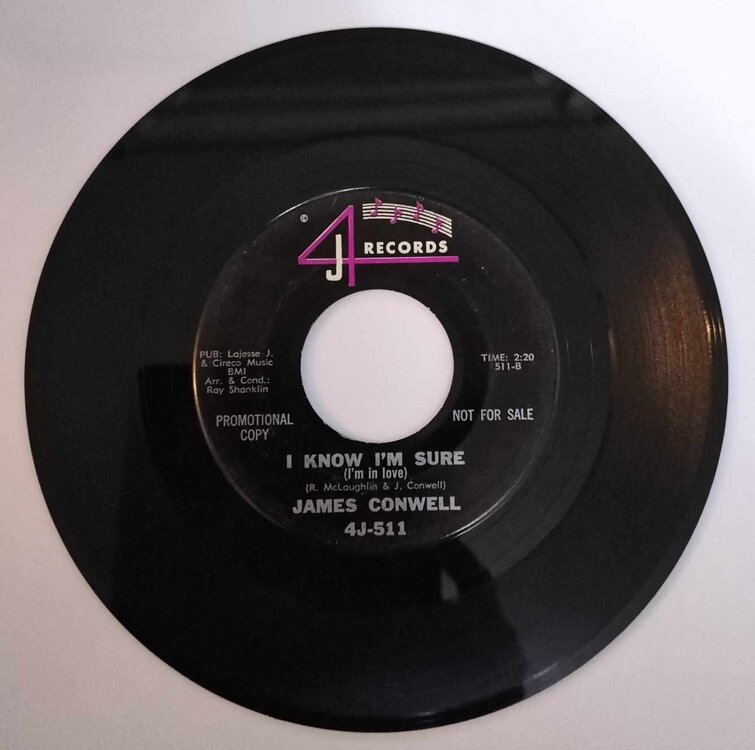 ©
4J RECORDS
PUB: Lajesse J.
& Cireco Music
BMI
Arr. & Cond.:
Ray Shanklin
TIME: 2:20
511-B
PROMOTIONAL
COPY
NOT FOR SALE
I KNOW I'M SURE
(I'm in love)
(R. McLaughlin & J. Conwell)
JAMES CONWELL
4J-511